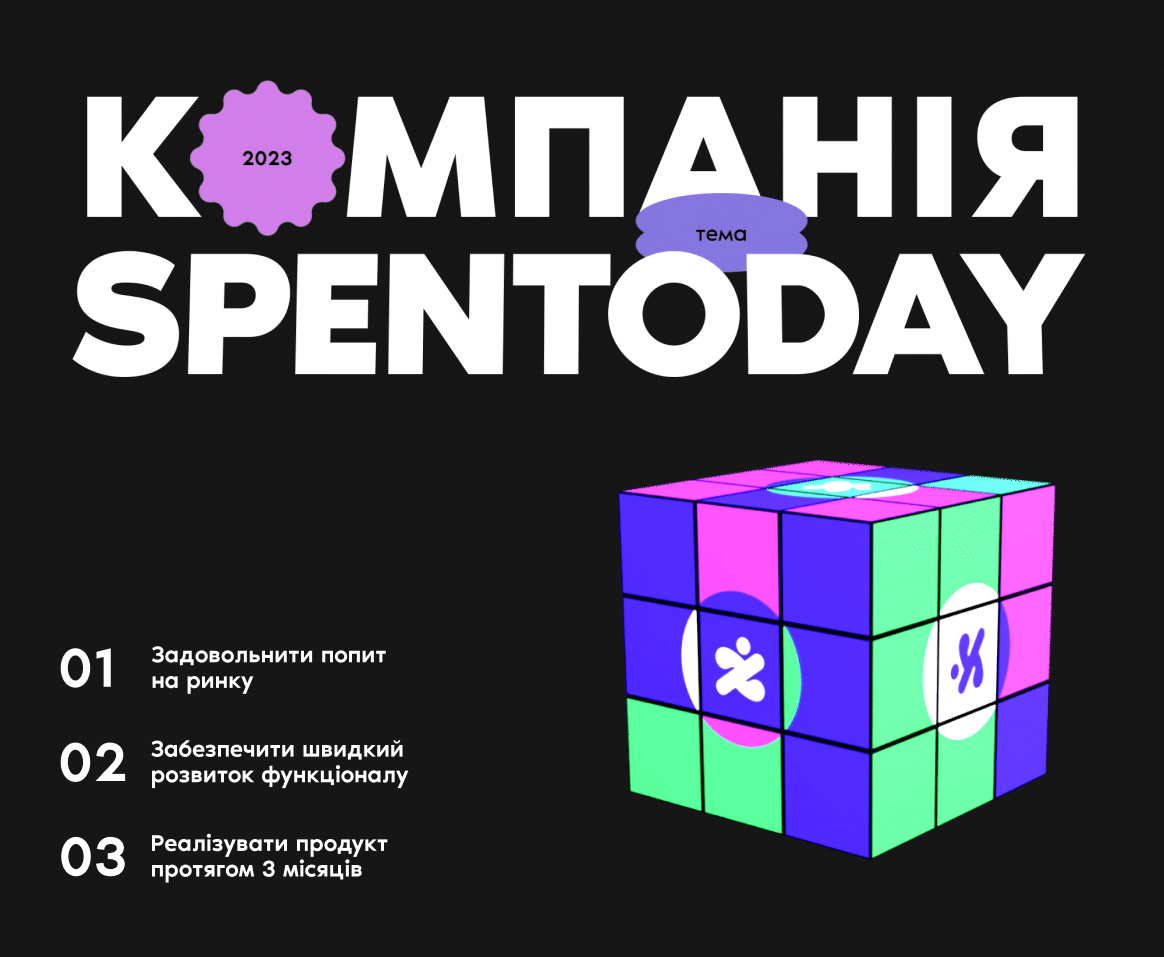 КОМПАНІЯ
2023
тема
SPENTODAY
01 Задовольнити попит
на ринку
02 Забезпечити швидкий
розвиток функціоналу
03 Реалізувати продукт
протягом 3 місяців